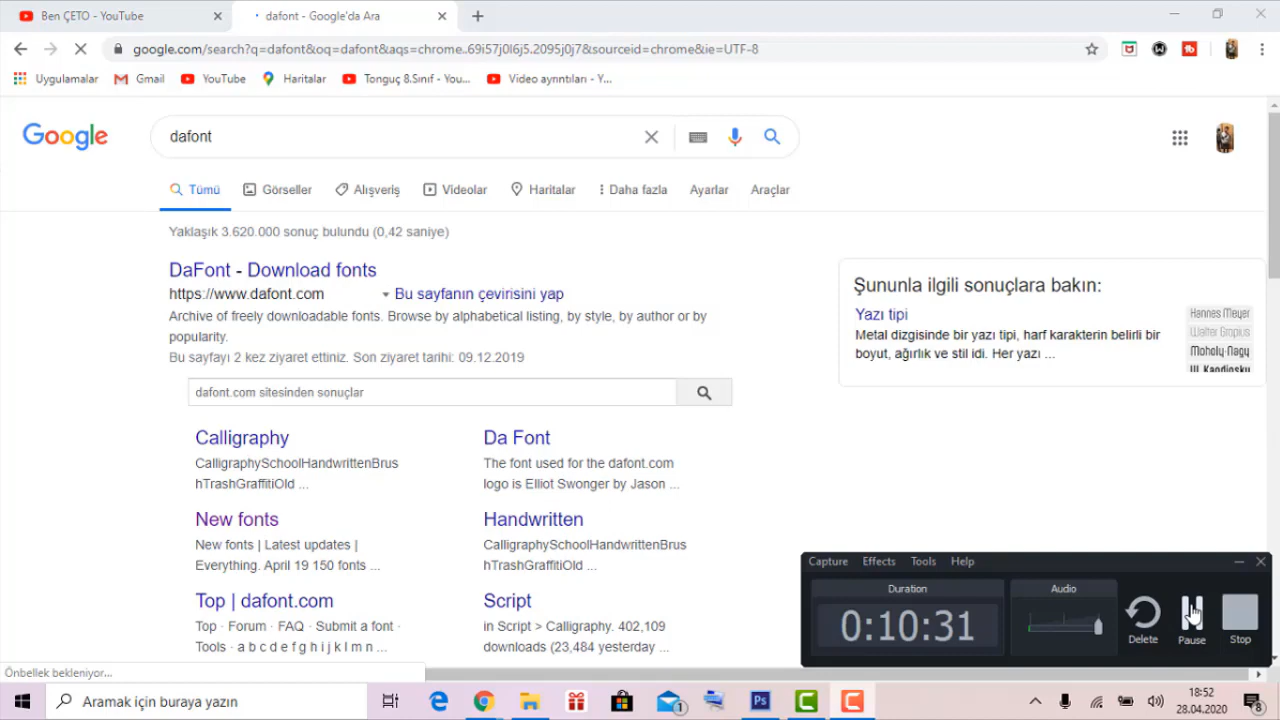 Ben ÇETO - YouTube
dafont - Google'da Ara
google.com/search?q=dafont&oq=dafont&aqs=chrome..69i57j0l6j5.2095j0j7&sourceid=chrome&ie=UTF-8
Uygulamalar
Gmail
YouTube
Haritalar
Tonguç 8.Sınıf - You...
Video ayrıntıları - Y...
Google
dafont
Tümü
Görseller
Alışveriş
Videolar
Haritalar
Daha fazla
Ayarlar
Araçlar
Yaklaşık 3.620.000 sonuç bulundu (0,42 saniye)
DaFont - Download fonts
https://www.dafont.com
Bu sayfanın çevirisini yap
Archive of freely downloadable fonts. Browse by alphabetical listing, by style, by author or by
popularity.
Bu sayfayı 2 kez ziyaret ettiniz. Son ziyaret tarihi: 09.12.2019
dafont.com sitesinden sonuçlar
Calligraphy
CalligraphySchoolHandwrittenBrus
hTrashGraffitiOld ...
Da Font
The font used for the dafont.com
logo is Elliot Swonger by Jason ...
New fonts
New fonts | Latest updates |
Everything. April 19 150 fonts ...
Handwritten
CalligraphySchoolHandwrittenBrus
hTrashGraffitiOld ...
Top | dafont.com
Top · Forum · FAQ · Submit a font ·
Tools · a b c d e f g h i j k l m n ...
Script
in Script > Calligraphy. 402,109
downloads (23,484 yesterday ...
Şununla ilgili sonuçlara bakın:
Yazı tipi
Metal dizgisinde bir yazı tipi, harf karakterin belirli bir
boyut, ağırlık ve stil idi. Her yazı ...
Hannes Meyer
Walter Gropius
Moholy-Nagy
W. Kandinsky
Capture
Effects
Tools
Help
Duration
0:10:31
Audio
Delete
Pause
Stop
Önbellek bekleniyor...
Aramak için buraya yazın
Ps
1
18:52
28.04.2020
8